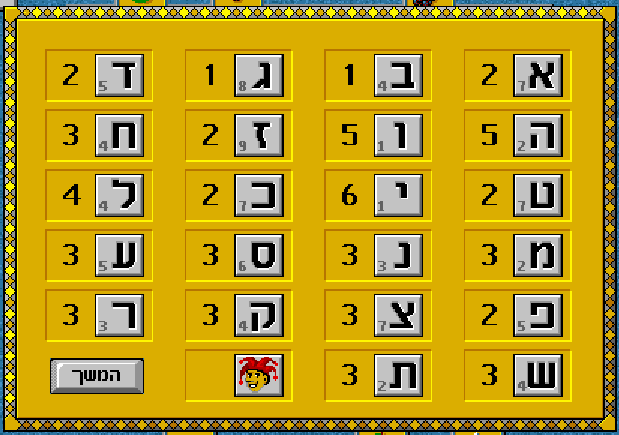 א 7 2 ב 4 1 ג 8 1 ד 5 2
ה 2 5 ו 1 5 ז 9 2 ח 4 3
ט 7 2 י 1 6 כ 7 2 ל 4 4
מ 2 3 נ 3 3 ס 6 3 ע 5 3
פ 5 2 צ 7 3 ק 4 3 ר 3 3
ש 4 3 ת 2 3 המשך